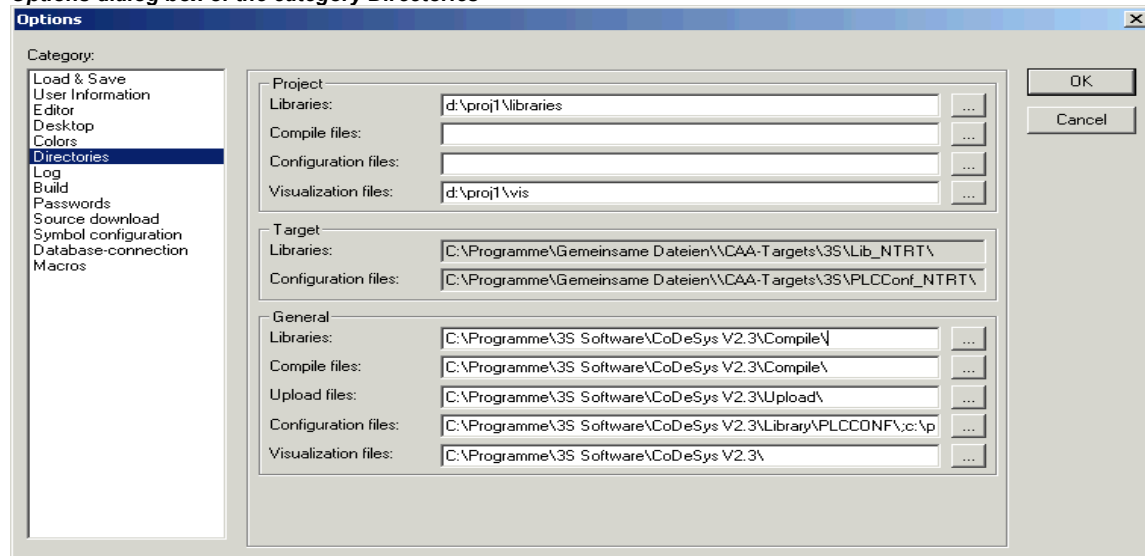 Options dialog box of the category Directories
Options
Category:
Load & Save
User Information
Editor
Desktop
Colors
Directories
Log
Build
Passwords
Source download
Symbol configuration
Database-connection
Macros
Project
Libraries: d:\proj1\libraries ...
Compile files: ...
Configuration files: ...
Visualization files: d:\proj1\vis ...
Target
Libraries: C:\Programme\Gemeinsame Dateien\\CAA-Targets\3S\Lib_NTRT\
Configuration files: C:\Programme\Gemeinsame Dateien\\CAA-Targets\3S\PLCConf_NTRT\
General
Libraries: C:\Programme\3S Software\CoDeSys V2.3\Compile\ ...
Compile files: C:\Programme\3S Software\CoDeSys V2.3\Compile\ ...
Upload files: C:\Programme\3S Software\CoDeSys V2.3\Upload\ ...
Configuration files: C:\Programme\3S Software\CoDeSys V2.3\Library\PLCCONF\;c:\p ...
Visualization files: C:\Programme\3S Software\CoDeSys V2.3\ ...
OK
Cancel